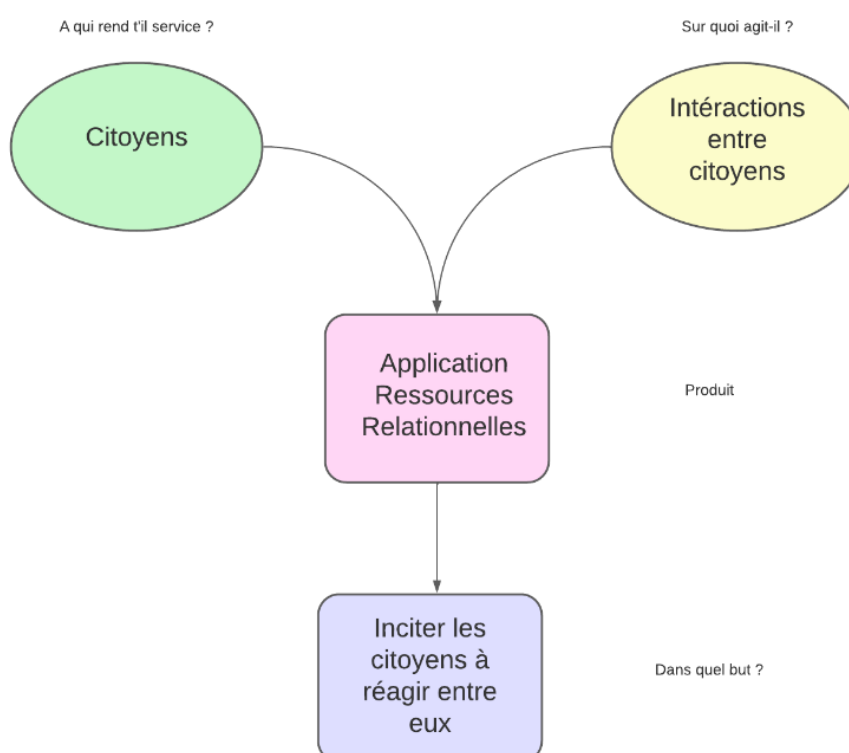 A qui rend t'il service ?
Sur quoi agit-il ?
Citoyens
Intéractions
entre
citoyens
Application
Ressources
Relationnelles
Produit
Inciter les
citoyens à
réagir entre
eux
Dans quel but ?